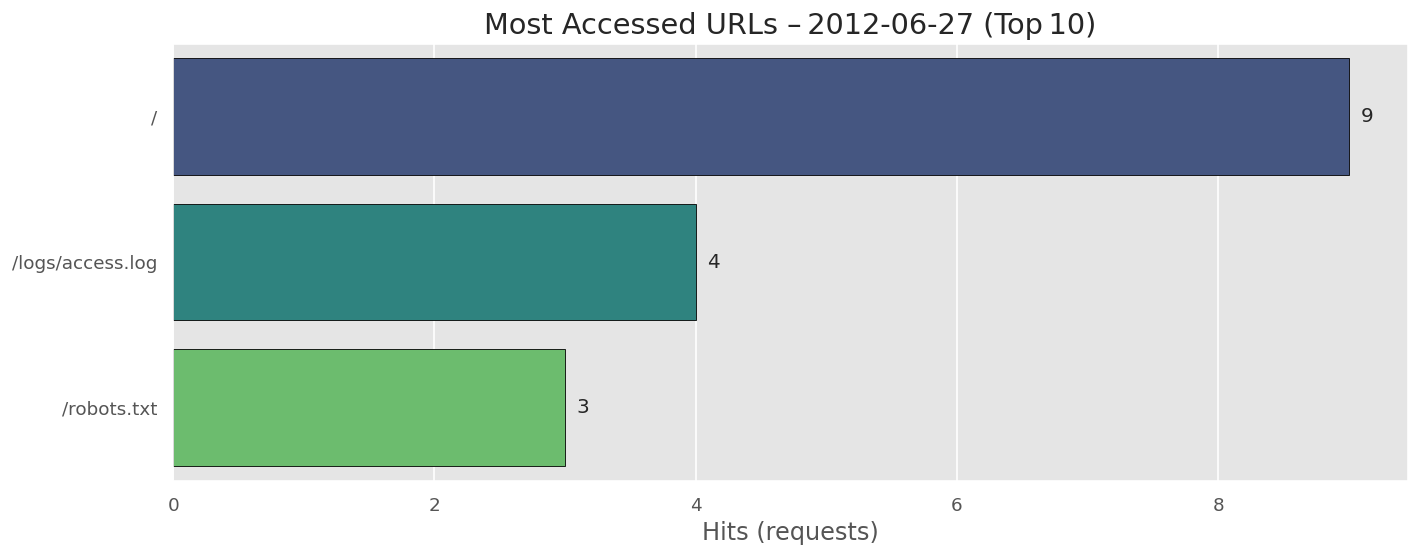 Most Accessed URLs – 2012-06-27 (Top 10)
/
9
/logs/access.log
4
/robots.txt
3
0 2 4 6 8
Hits (requests)